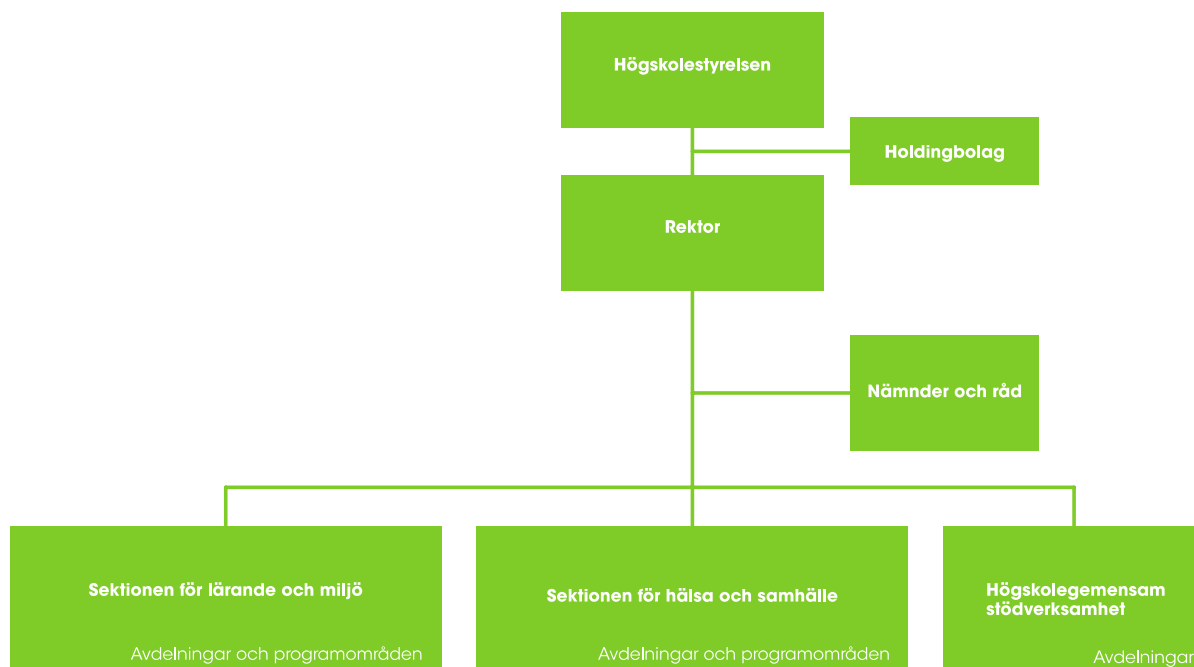 Högskolestyrelsen
Holdingbolag
Rektor
Nämnder och råd
Sektionen för lärande och miljö
Avdelningar och programområden
Sektionen för hälsa och samhälle
Avdelningar och programområden
Högskolegemensam
stödverksamhet
Avdelningar